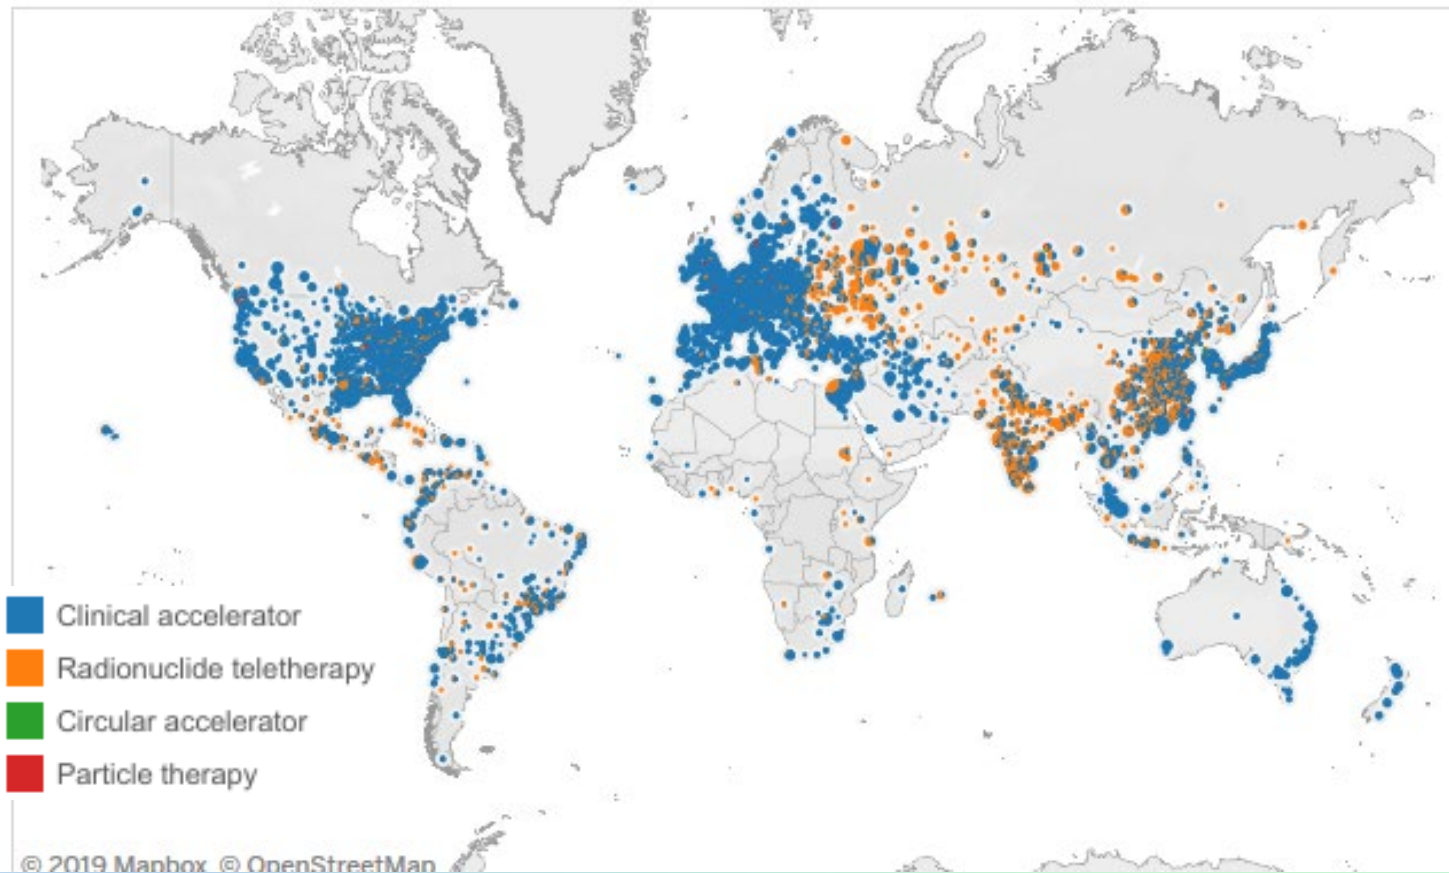 Clinical accelerator
Radionuclide teletherapy
Circular accelerator
Particle therapy
© 2019 Mapbox © OpenStreetMap